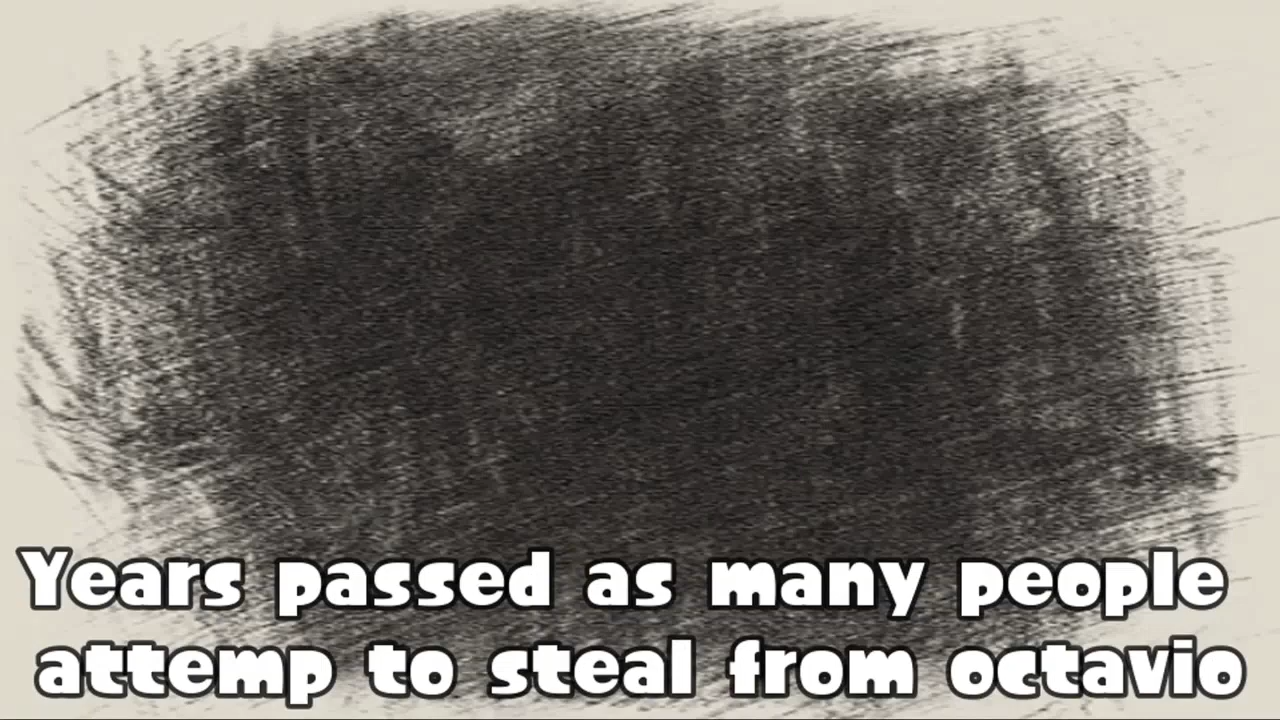 Years passed as many people
attemp to steal from octavio